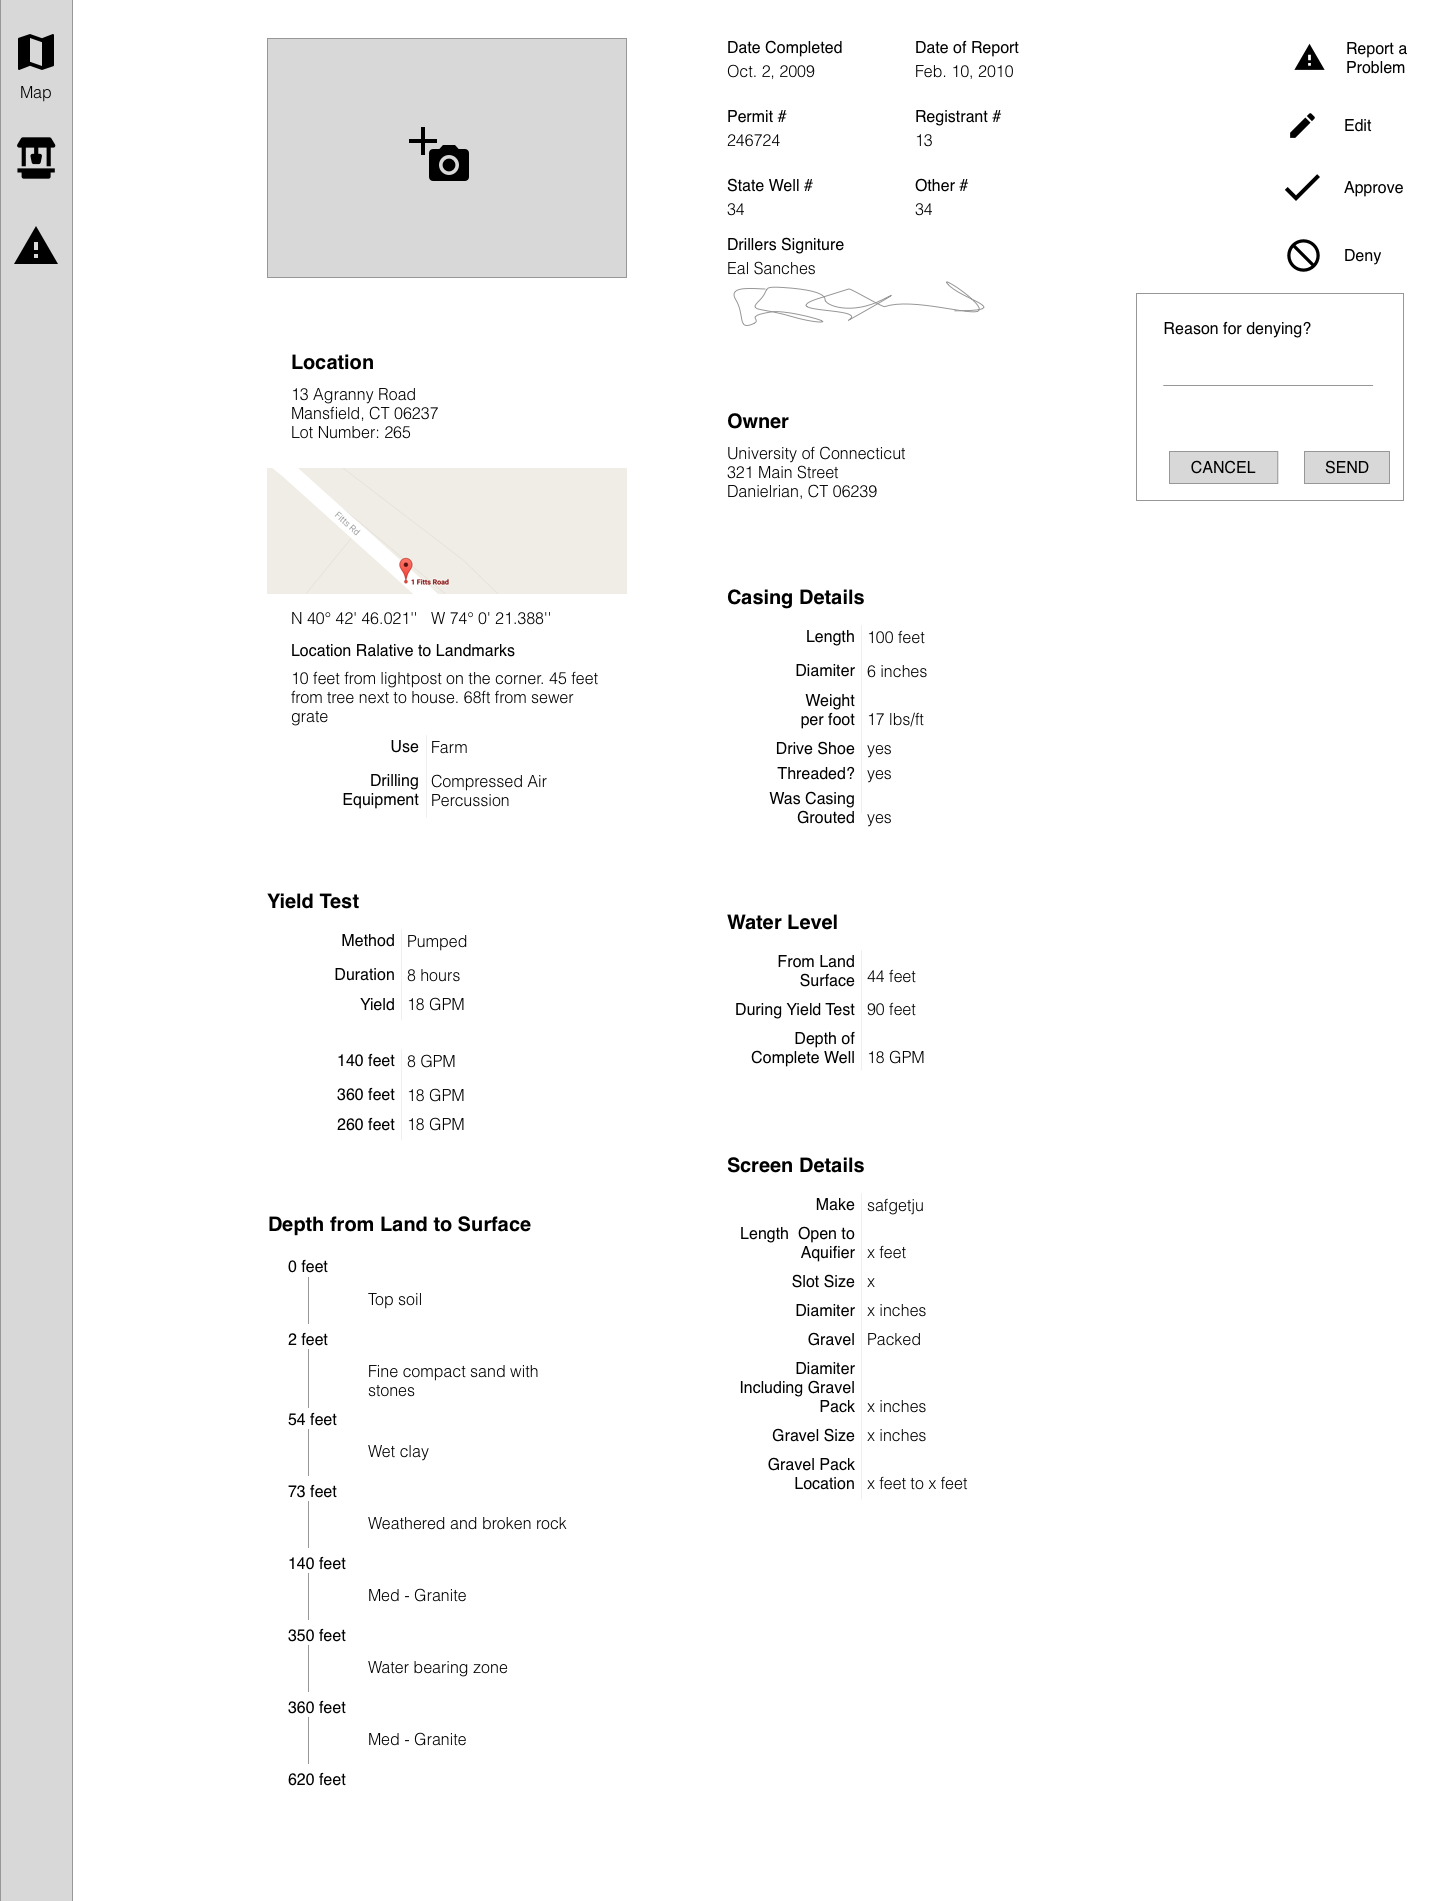 Map
Date Completed
Oct. 2, 2009
Date of Report
Feb. 10, 2010
Permit #
246724
Registrant #
13
State Well #
34
Other #
34
Drillers Signiture
Eal Sanches
Report a
Problem
Edit
Approve
Deny
Reason for denying?
CANCEL
SEND
Location
13 Agranny Road
Mansfield, CT 06237
Lot Number: 265
Fitts Rd
1 Fitts Road
N 40° 42' 46.021'' W 74° 0' 21.388''
Location Ralative to Landmarks
10 feet from lightpost on the corner. 45 feet
from tree next to house. 68ft from sewer
grate
Use Farm
Drilling Compressed Air
Equipment Percussion
Owner
University of Connecticut
321 Main Street
Danielrian, CT 06239
Casing Details
Length 100 feet
Diamiter 6 inches
Weight
per foot 17 lbs/ft
Drive Shoe yes
Threaded? yes
Was Casing
Grouted yes
Yield Test
Method Pumped
Duration 8 hours
Yield 18 GPM
140 feet 8 GPM
360 feet 18 GPM
260 feet 18 GPM
Water Level
From Land
Surface 44 feet
During Yield Test 90 feet
Depth of
Complete Well 18 GPM
Depth from Land to Surface
0 feet
Top soil
2 feet
Fine compact sand with
stones
54 feet
Wet clay
73 feet
Weathered and broken rock
140 feet
Med - Granite
350 feet
Water bearing zone
360 feet
Med - Granite
620 feet
Screen Details
Make safgetju
Length Open to
Aquifier x feet
Slot Size x
Diamiter x inches
Gravel Packed
Diamiter
Including Gravel
Pack x inches
Gravel Size x inches
Gravel Pack
Location x feet to x feet